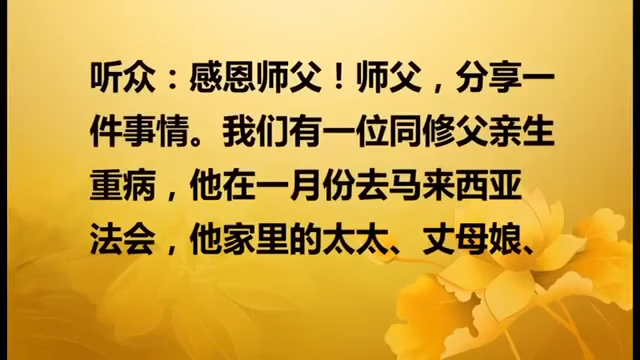 听众：感恩师父！师父，分享一
件事情。我们有一位同修父亲生
重病，他在一月份去马来西亚
法会，他家里的太太、丈母娘、